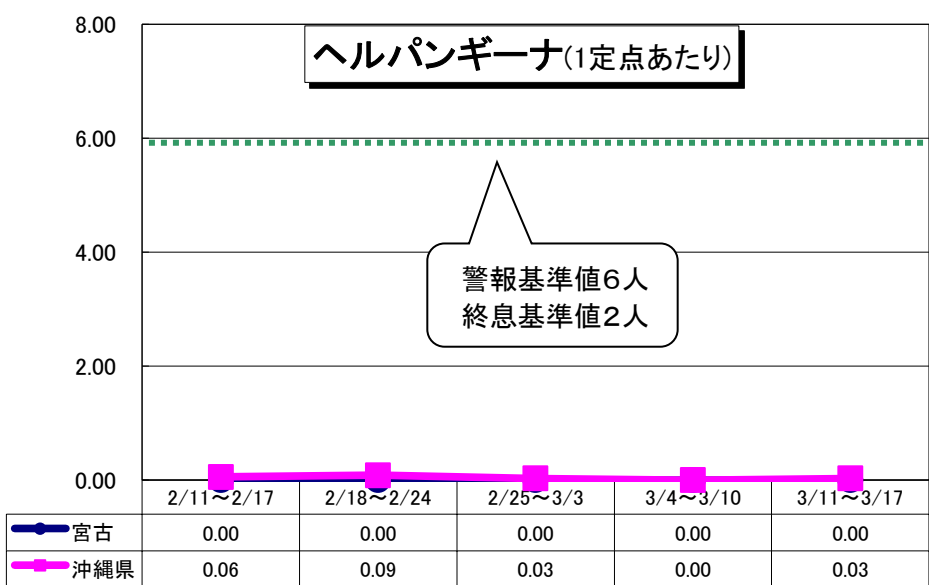 ヘルパンギーナ(1定点あたり)
8.00
6.00
4.00
2.00
0.00
警報基準値6人
終息基準値2人
2/11～2/17 2/18～2/24 2/25～3/3 3/4～3/10 3/11～3/17
宮古 0.00 0.00 0.00 0.00 0.00
沖縄県 0.06 0.09 0.03 0.00 0.03